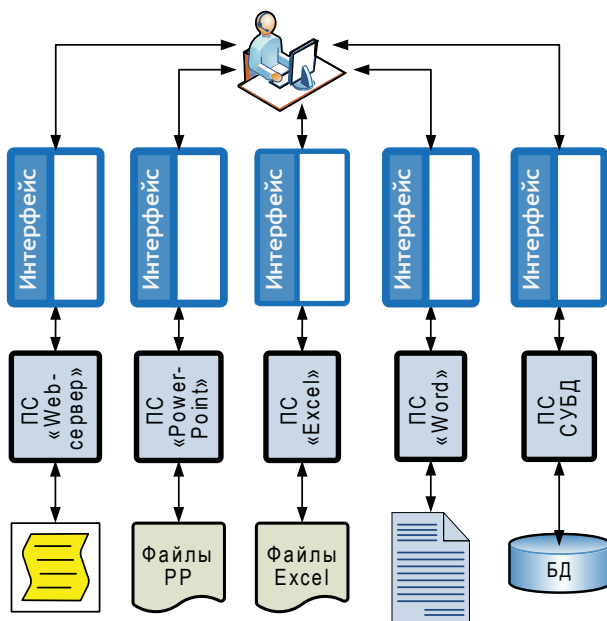 Интерфейс
Интерфейс
Интерфейс
Интерфейс
Интерфейс
ПС
«Web-
сервер»
ПС
«Power-
Point»
ПС
«Excel»
ПС
«Word»
ПС
СУБД
Файлы
PP
Файлы
Excel
БД